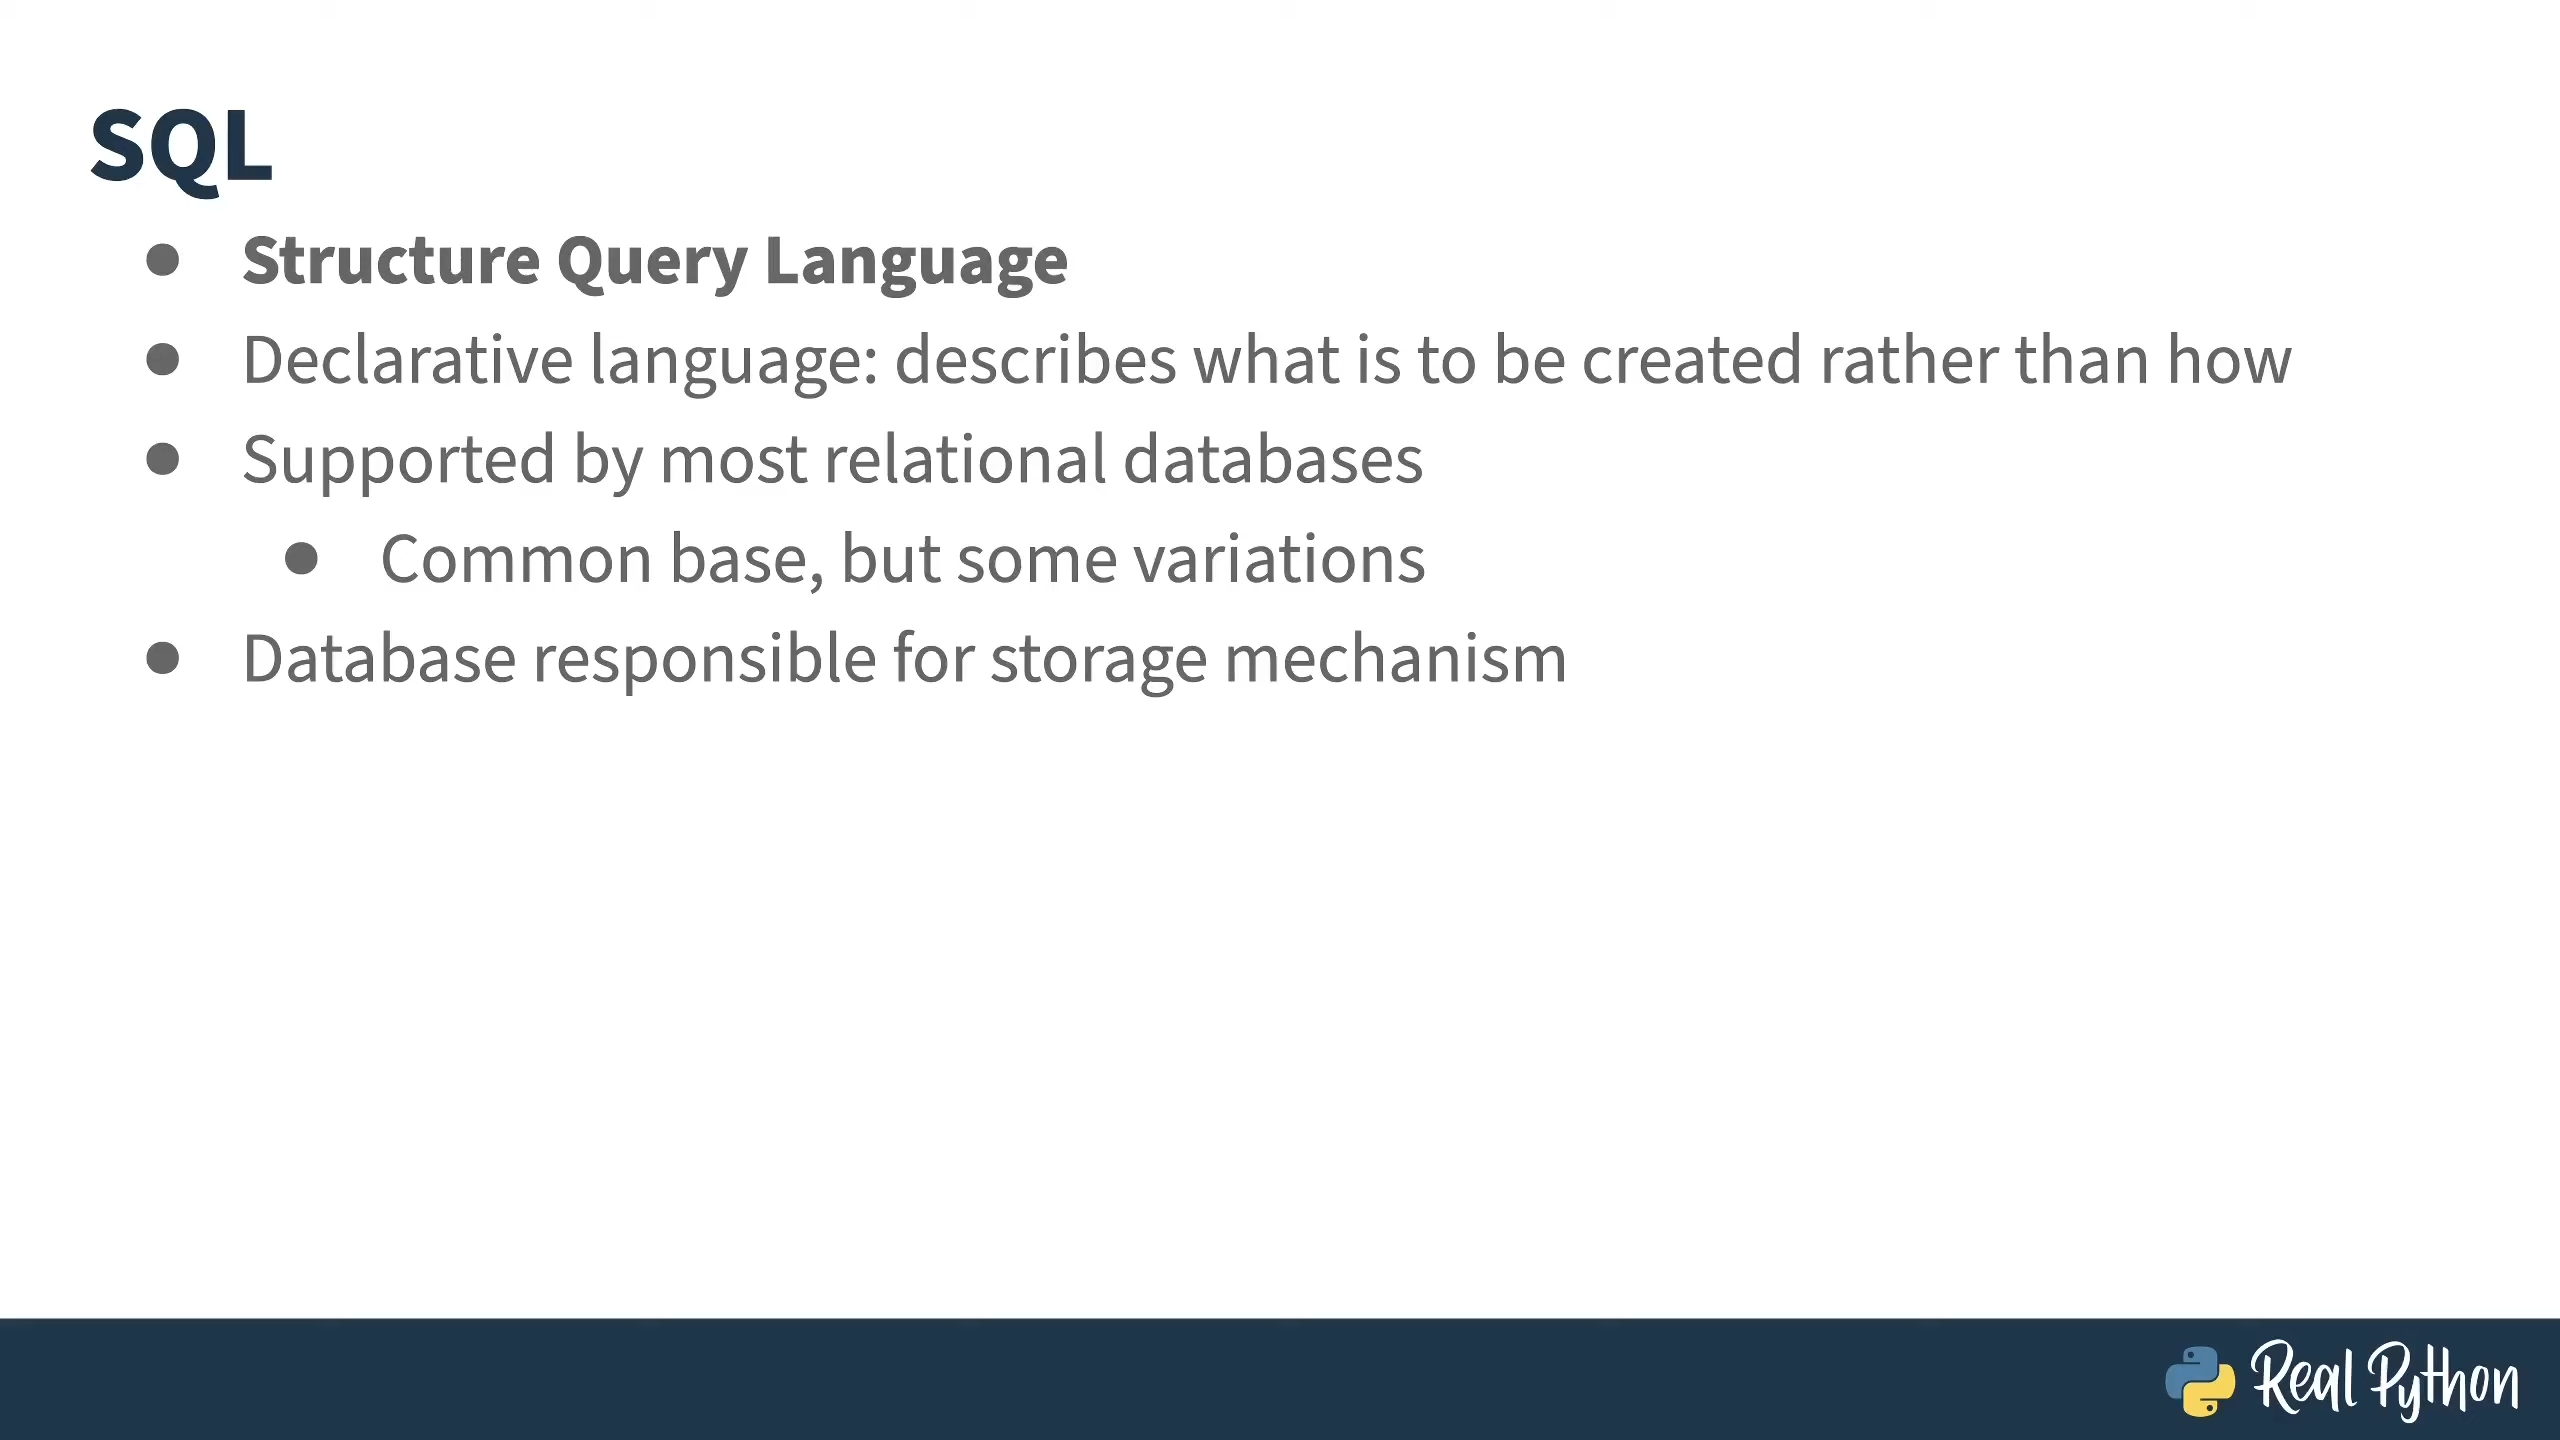 SQL
● Structure Query Language
● Declarative language: describes what is to be created rather than how
● Supported by most relational databases
● Common base, but some variations
● Database responsible for storage mechanism
Real Python